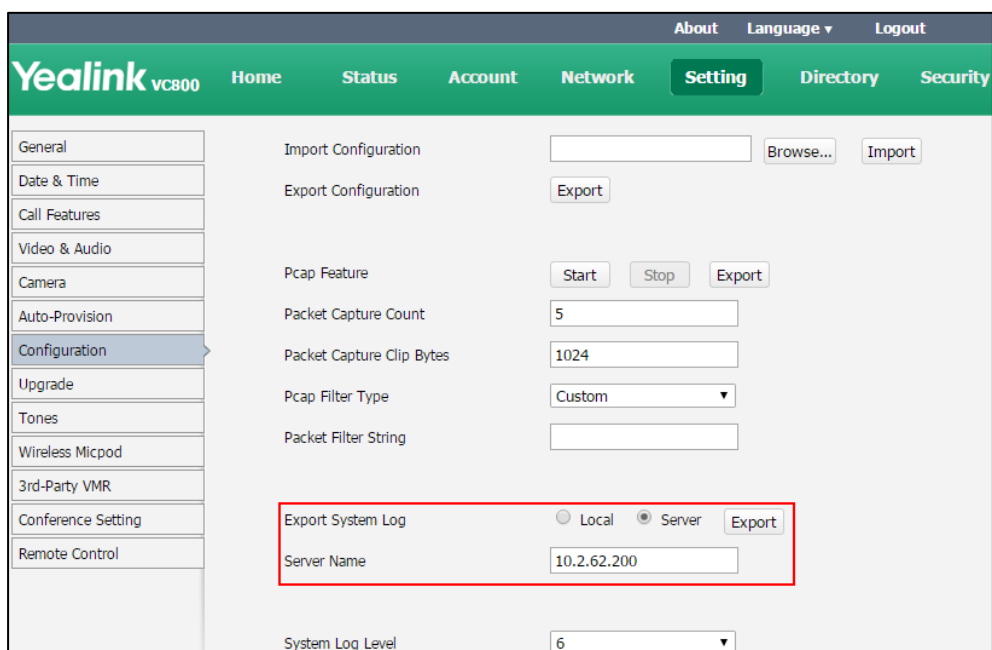 About Language ▾ Logout
Yealink VC800 Home Status Account Network Setting Directory Security
General
Date & Time
Call Features
Video & Audio
Camera
Auto-Provision
Configuration
Upgrade
Tones
Wireless Micpod
3rd-Party VMR
Conference Setting
Remote Control
Import Configuration Browse... Import
Export Configuration Export
Pcap Feature Start Stop Export
Packet Capture Count 5
Packet Capture Clip Bytes 1024
Pcap Filter Type Custom ▼
Packet Filter String
Export System Log Local Server Export
Server Name 10.2.62.200
System Log Level 6 ▼